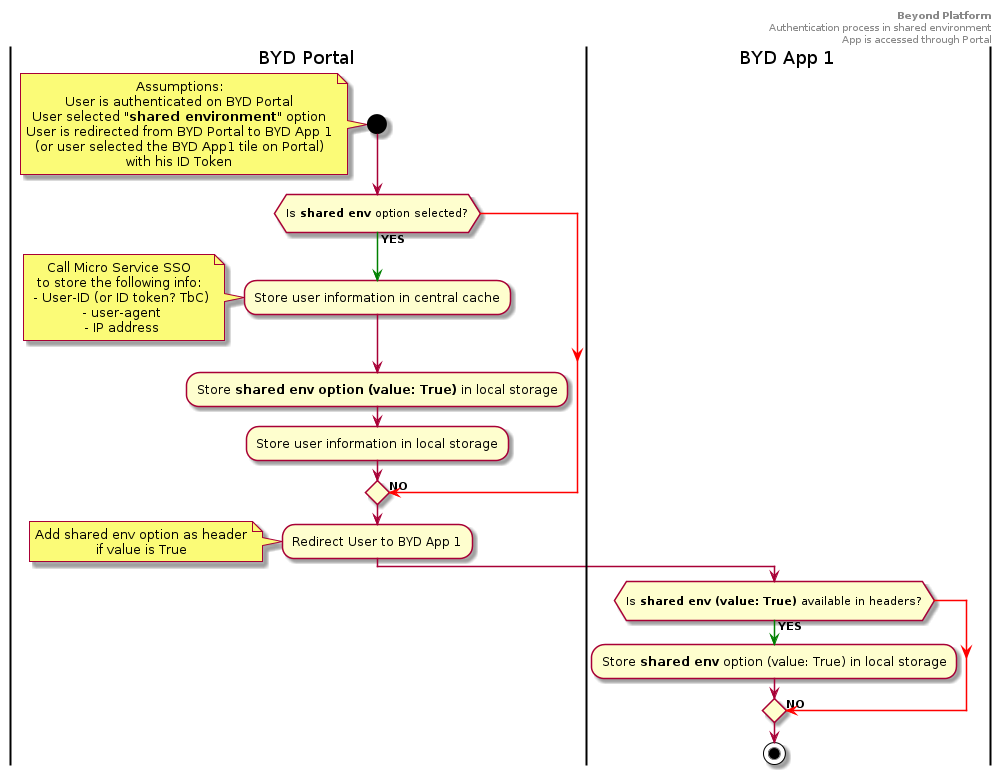 Beyond Platform
Authentication process in shared environment
App is accessed through Portal
BYD Portal
BYD App 1
Assumptions:
User is authenticated on BYD Portal
User selected "shared environment" option
User is redirected from BYD Portal to BYD App 1
(or user selected the BYD App1 tile on Portal)
with his ID Token
Is shared env option selected?
YES
Call Micro Service SSO
to store the following info:
- User-ID (or ID token? TbC)
- user-agent
- IP address
Store user information in central cache
Store shared env option (value: True) in local storage
Store user information in local storage
NO
Add shared env option as header
if value is True
Redirect User to BYD App 1
Is shared env (value: True) available in headers?
YES
Store shared env option (value: True) in local storage
NO